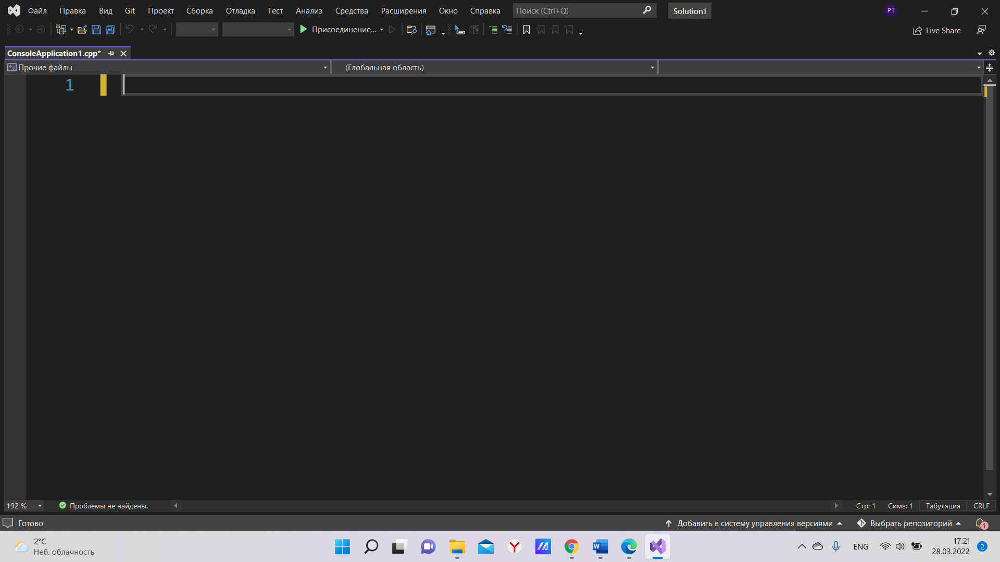 Файл Правка Вид Git Проект Сборка Отладка Тест Анализ Средства Расширения Окно Справка Поиск (Ctrl+Q) Solution1 PT
Присоединение... Live Share
ConsoleApplication1.cpp*
Прочие файлы (Глобальная область)
1
192 % Проблемы не найдены. Стр: 1 Симв: 1 Табуляция CRLF
Готово Добавить в систему управления версиями Выбрать репозиторий 1
2°C
Неб. облачность
W
ENG
17:21
28.03.2022
2